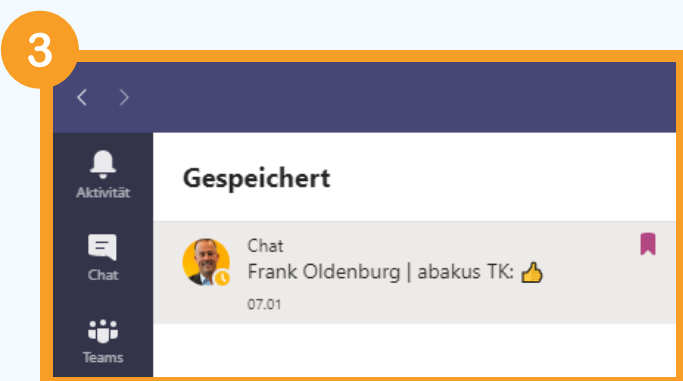 3
Aktivität
Gespeichert
Chat
Chat
Frank Oldenburg | abakus TK: 👍
07.01
Teams